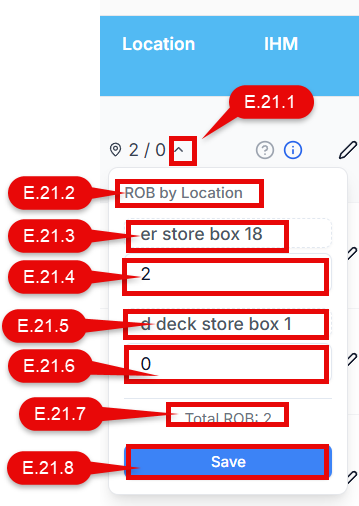 Location IHM
E.21.1
2 / 0
E.21.2 ROB by Location
E.21.3 er store box 18
E.21.4 2
E.21.5 d deck store box 1
E.21.6 0
E.21.7 Total ROB: 2
E.21.8 Save